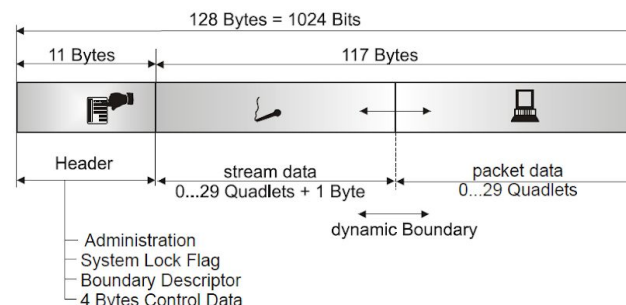 128 Bytes = 1024 Bits
11 Bytes
117 Bytes
Header
stream data
0...29 Quadlets + 1 Byte
packet data
0...29 Quadlets
dynamic Boundary
Administration
System Lock Flag
Boundary Descriptor
4 Bytes Control Data